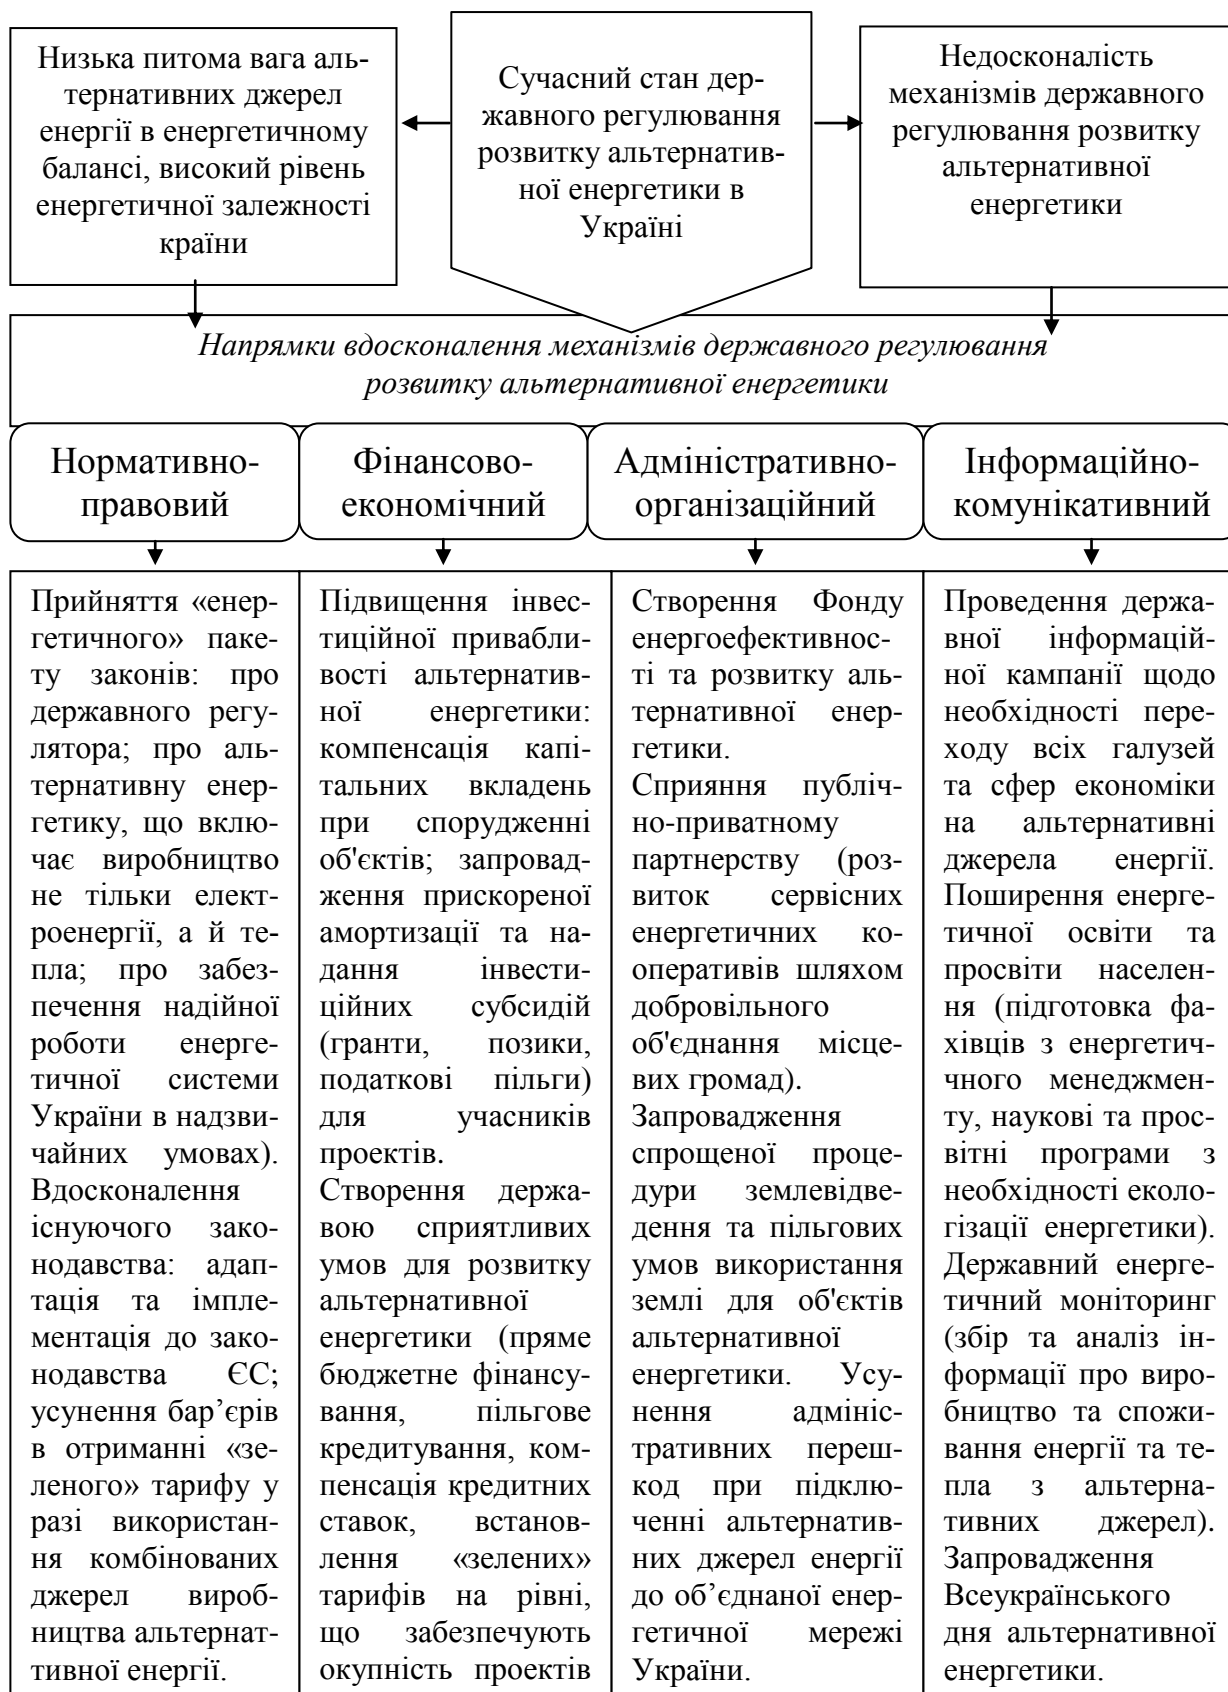 Низька питома вага аль-
тернативних джерел
енергії в енергетичному
балансі, високий рівень
енергетичної залежності
країни
Сучасний стан дер-
жавного регулювання
розвитку альтернатив-
ної енергетики в
Україні
Недосконалість
механізмів державного
регулювання розвитку
альтернативної
енергетики
Напрямки вдосконалення механізмів державного регулювання
розвитку альтернативної енергетики
Нормативно-
правовий
Фінансово-
економічний
Адміністративно-
організаційний
Інформаційно-
комунікативний
Прийняття «енер-
гетичного» паке-
ту законів: про
державного регу-
лятора; про аль-
тернативну енер-
гетику, що вклю-
чає виробництво
не тільки елект-
роенергії, а й те-
пла; про забез-
печення надійної
роботи енерге-
тичної системи
України в надзви-
чайних умовах).
Вдосконалення
існуючого зако-
нодавства: адап-
тація та імпле-
ментація до зако-
нодавства ЄС;
усунення бар’єрів
в отриманні «зе-
леного» тарифу у
разі використан-
ня комбінованих
джерел вироб-
ництва альтернат-
тивної енергії.
Підвищення інвес-
тиційної привабли-
вості альтернатив-
ної енергетики:
компенсація капі-
тальних вкладень
при спорудженні
об'єктів; запровад-
ження прискореної
амортизації та на-
дання інвести-
ційних субсидій
(гранти, позики,
податкові пільги)
для учасників
проектів.
Створення держа-
вою сприятливих
умов для розвитку
альтернативної
енергетики (пряме
бюджетне фінансу-
вання, пільгове
кредитування, ком-
пенсація кредитних
ставок, встанов-
лення «зелених»
тарифів на рівні,
що забезпечують
окупність проектів
Створення Фонду
енергоефективнос-
ті та розвитку аль-
тернативної енер-
гетики.
Сприяння публіч-
но-приватному
партнерству (роз-
виток сервісних
енергетичних ко-
оперативів шляхом
добровільного
об'єднання місце-
вих громад).
Запровадження
спрощеної проце-
дури землевідве-
дення та пільгових
умов використання
землі для об'єктів
альтернативної
енергетики. Усу-
нення адмініс-
тративних переш-
код при підклю-
ченні альтернатив-
них джерел енергії
до об’єднаної енер-
гетичної мережі
України.
Проведення держа-
вної інформацій-
ної кампанії щодо
необхідності пере-
ходу всіх галузей
та сфер економіки
на альтернативні
джерела енергії.
Поширення енерге-
тичної освіти та
просвіти населен-
ня (підготовка фа-
хівців з енергетич-
чного менеджмен-
ту, наукові та прос-
вітні програми з
необхідності еколо-
гізації енергетики).
Державний енерге-
тичний моніторинг
(збір та аналіз ін-
формації про виро-
бництво та спожи-
вання енергії та те-
пла з альтерна-
тивних джерел).
Запровадження
Всеукраїнського
дня альтернативної
енергетики.